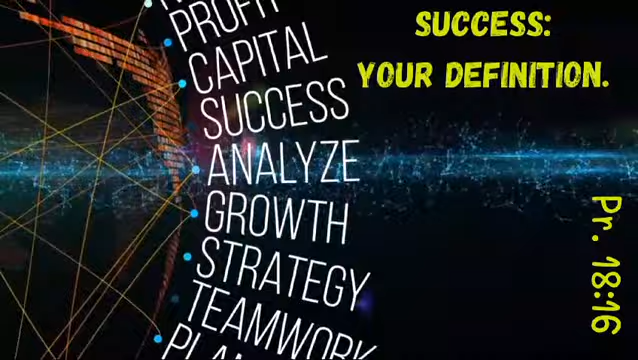 PROFIT
CAPITAL
SUCCESS
ANALYZE
GROWTH
STRATEGY
TEAMWORK
SUCCESS:
YOUR DEFINITION.
Pr. 18:16